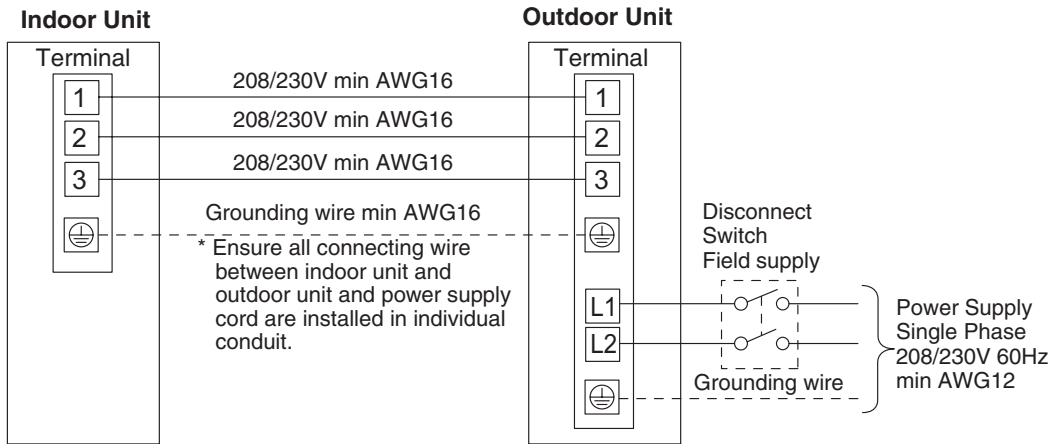 Indoor Unit
Outdoor Unit
Terminal
Terminal
1
208/230V min AWG16
1
2
208/230V min AWG16
2
3
208/230V min AWG16
3
Grounding wire min AWG16
* Ensure all connecting wire
between indoor unit and
outdoor unit and power supply
cord are installed in individual
conduit.
Disconnect
Switch
Field supply
L1
L2
Grounding wire
Power Supply
Single Phase
208/230V 60Hz
min AWG12